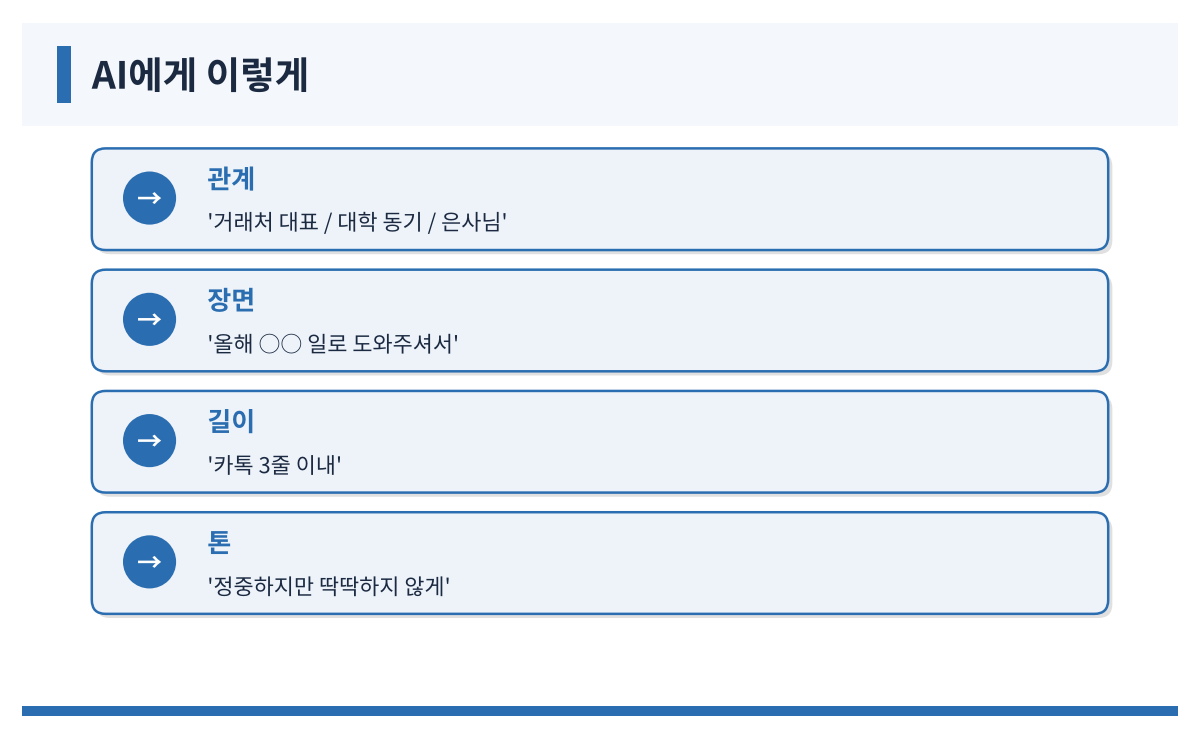 AI에게 이렇게
→ 관계
'거래처 대표 / 대학 동기 / 은사님'
→ 장면
'올해 ○○ 일로 도와주셔서'
→ 길이
'카톡 3줄 이내'
→ 톤
'정중하지만 딱딱하지 않게'